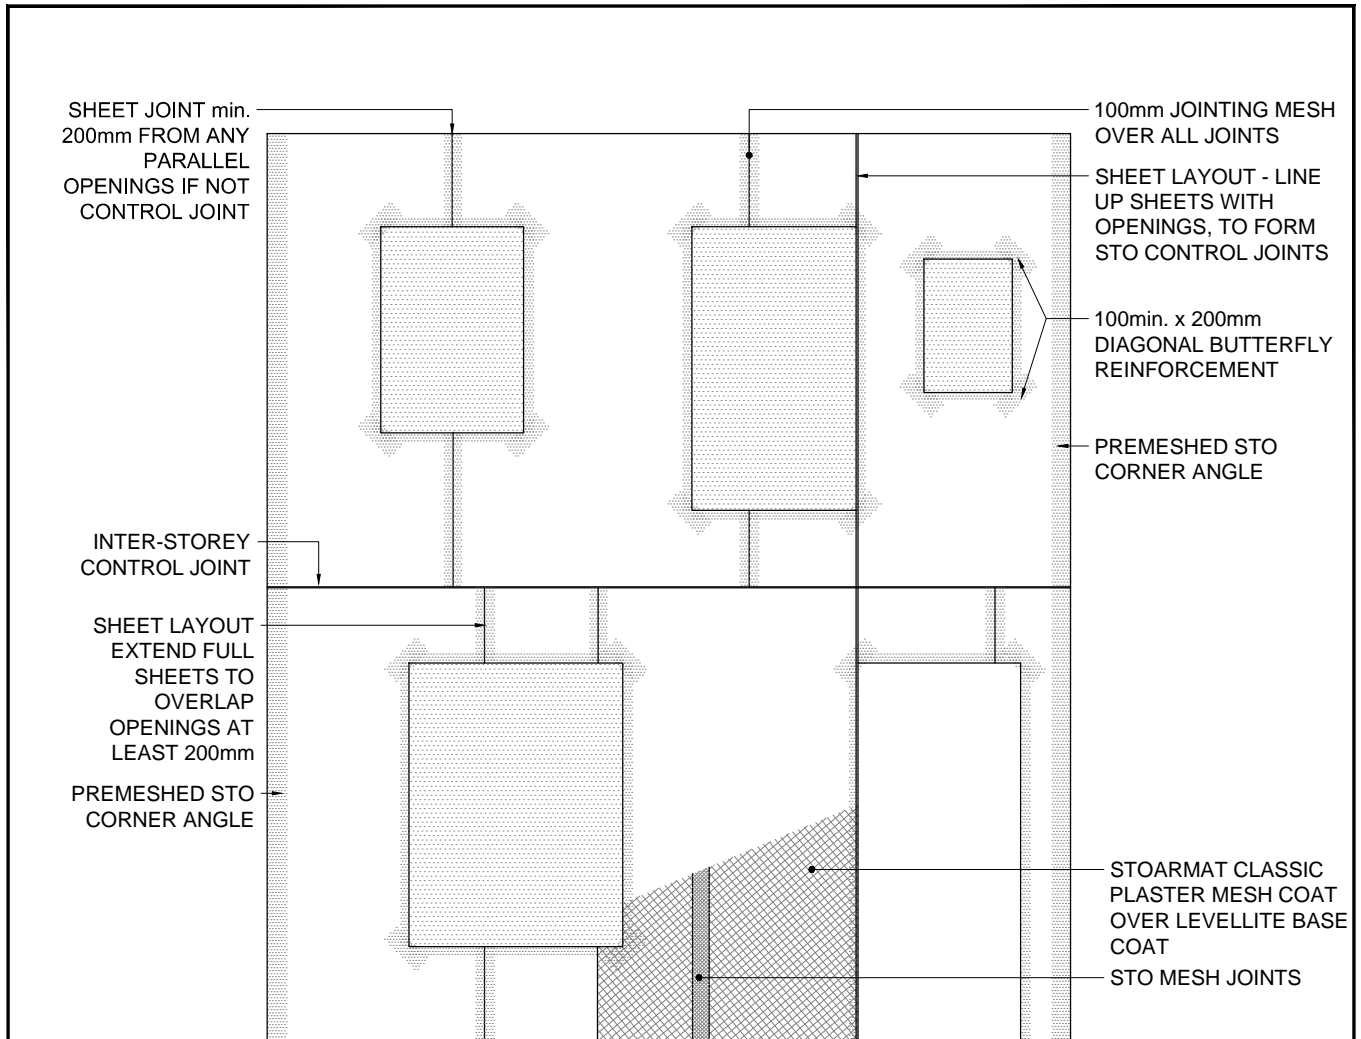 SHEET JOINT min.
200mm FROM ANY
PARALLEL
OPENINGS IF NOT
CONTROL JOINT
100mm JOINTING MESH
OVER ALL JOINTS
SHEET LAYOUT - LINE
UP SHEETS WITH
OPENINGS, TO FORM
STO CONTROL JOINTS
100min. x 200mm
DIAGONAL BUTTERFLY
REINFORCEMENT
PREMESHED STO
CORNER ANGLE
INTER-STOREY
CONTROL JOINT
SHEET LAYOUT
EXTEND FULL
SHEETS TO
OVERLAP
OPENINGS AT
LEAST 200mm
PREMESHED STO
CORNER ANGLE
STOARMAT CLASSIC
PLASTER MESH COAT
OVER LEVELLITE BASE
COAT
STO MESH JOINTS